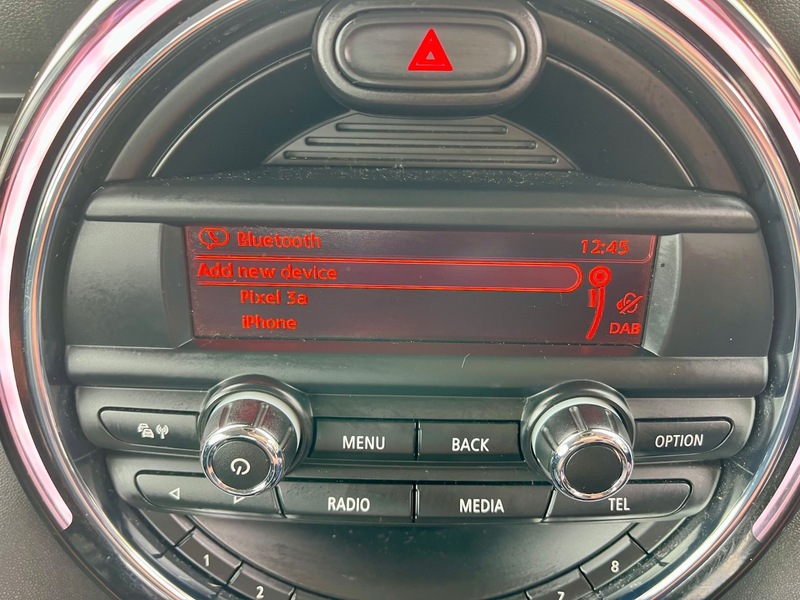 Bluetooth 12:45
Add new device
Pixel 3a
iPhone
DAB
MENU BACK OPTION
RADIO MEDIA TEL
1 2 7 8